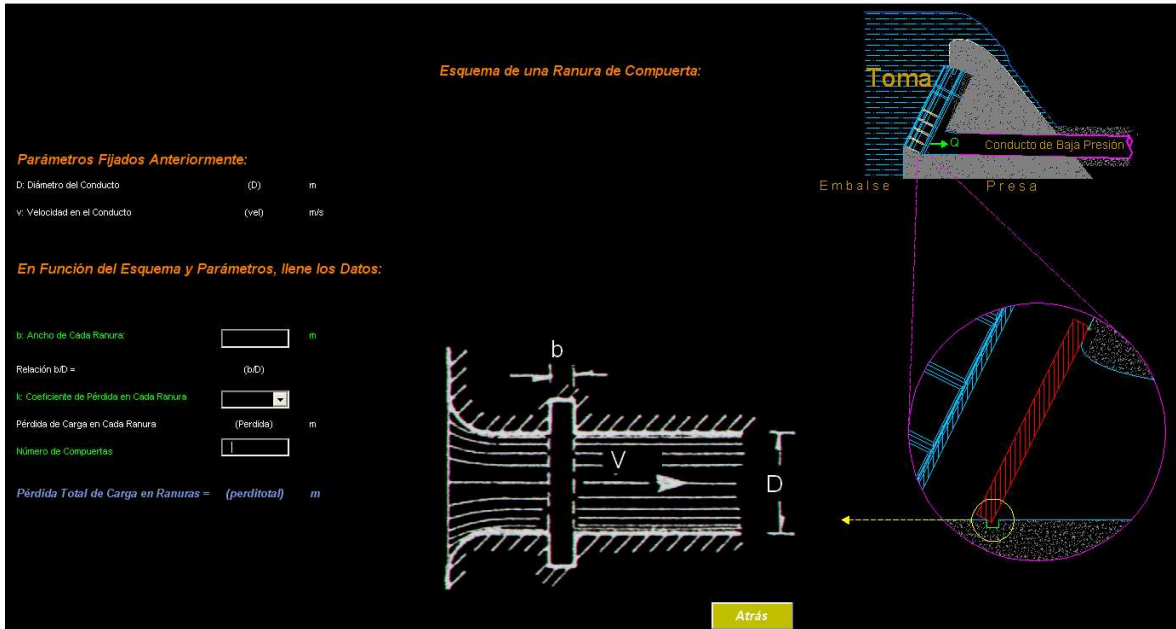 Esquema de una Ranura de Compuerta:
Parámetros Fijados Anteriormente:
D: Diámetro del Conducto (D) m
v: Velocidad en el Conducto (vel) m/s
En Función del Esquema y Parámetros, llene los Datos:
b: Ancho de Cada Ranura: m
Relación b/D = (b/D)
k: Coeficiente de Pérdida en Cada Ranura
Pérdida de Carga en Cada Ranura (Perdida) m
Número de Compuertas
Pérdida Total de Carga en Ranuras = (perditotal) m
b
V
D
Atrás
Toma
Q
Conducto de Baja Presión
Embalse Presa